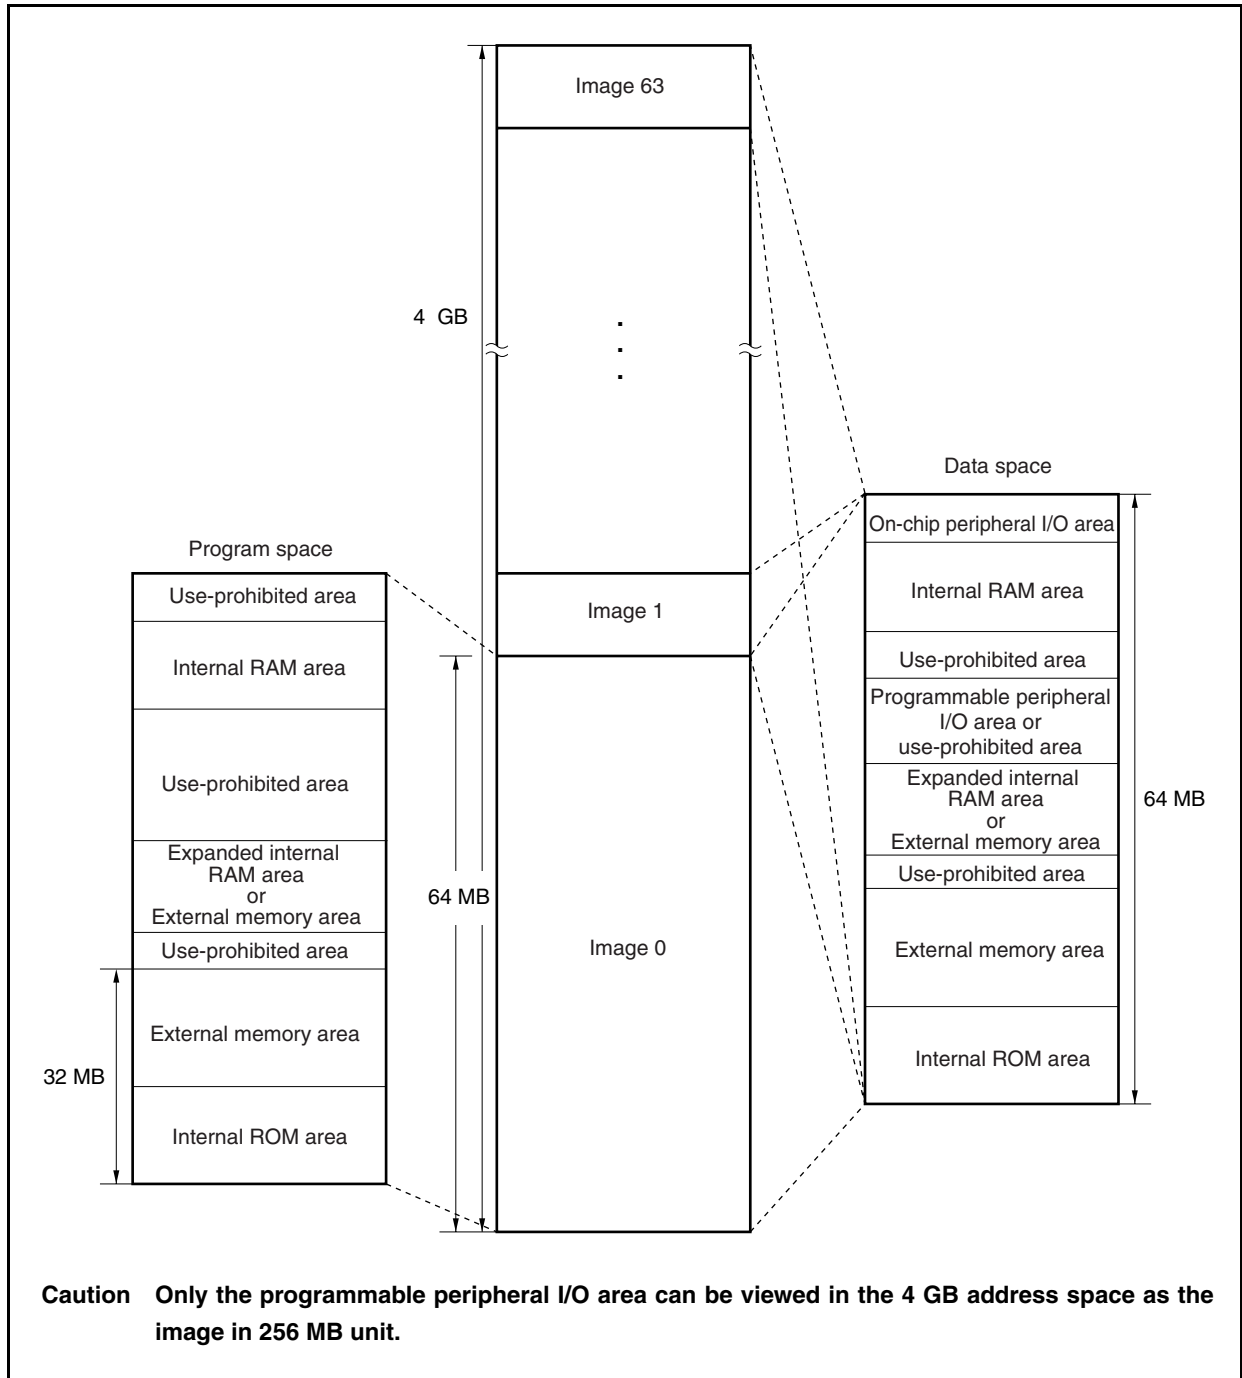 Image 63
4 GB
Data space
On-chip peripheral I/O area
Program space
Use-prohibited area
Internal RAM area
Image 1
Internal RAM area
Use-prohibited area
Programmable peripheral
I/O area or
use-prohibited area
Use-prohibited area
Expanded internal
RAM area
or
External memory area
64 MB
Expanded internal
RAM area
or
External memory area
Use-prohibited area
64 MB
Use-prohibited area
Image 0
External memory area
External memory area
32 MB
Internal ROM area
Internal ROM area
Caution Only the programmable peripheral I/O area can be viewed in the 4 GB address space as the
image in 256 MB unit.